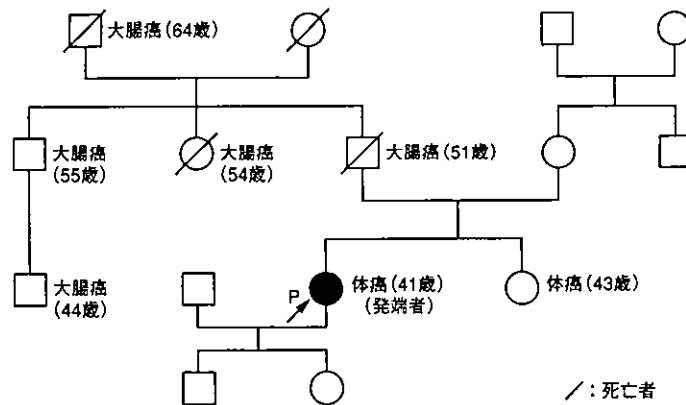 大腸癌(64歳)
大腸癌
(55歳)
大腸癌
(54歳)
大腸癌(51歳)
大腸癌
(44歳)
P
体癌(41歳)
(発端者)
体癌(43歳)
/:死亡者